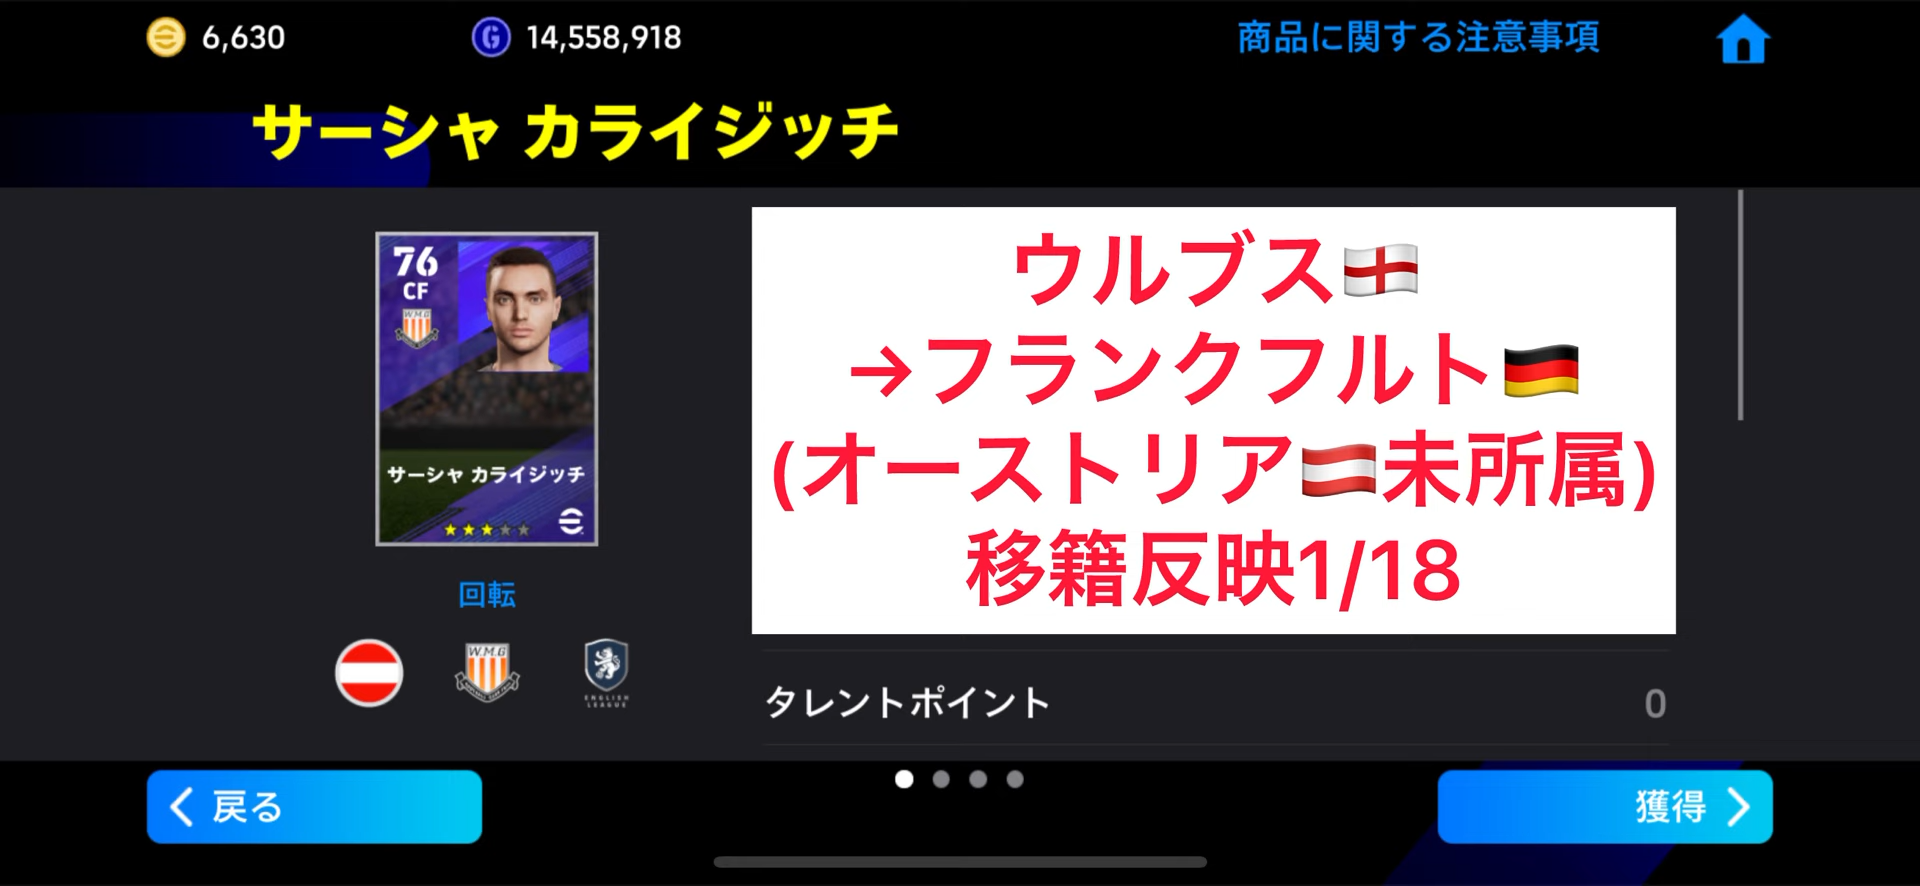 6,630
14,558,918
商品に関する注意事項
サーシャ カライジッチ
76
CF
W.M.G
サーシャ カライジッチ
回転
W.M.G
ENGLISH
LEAGUE
ウルブス🏴󠁧󠁢󠁥󠁮󠁧󠁿
→フランクフルト🇩🇪
(オーストリア🇦🇹未所属)
移籍反映1/18
タレントポイント
0
戻る
獲得